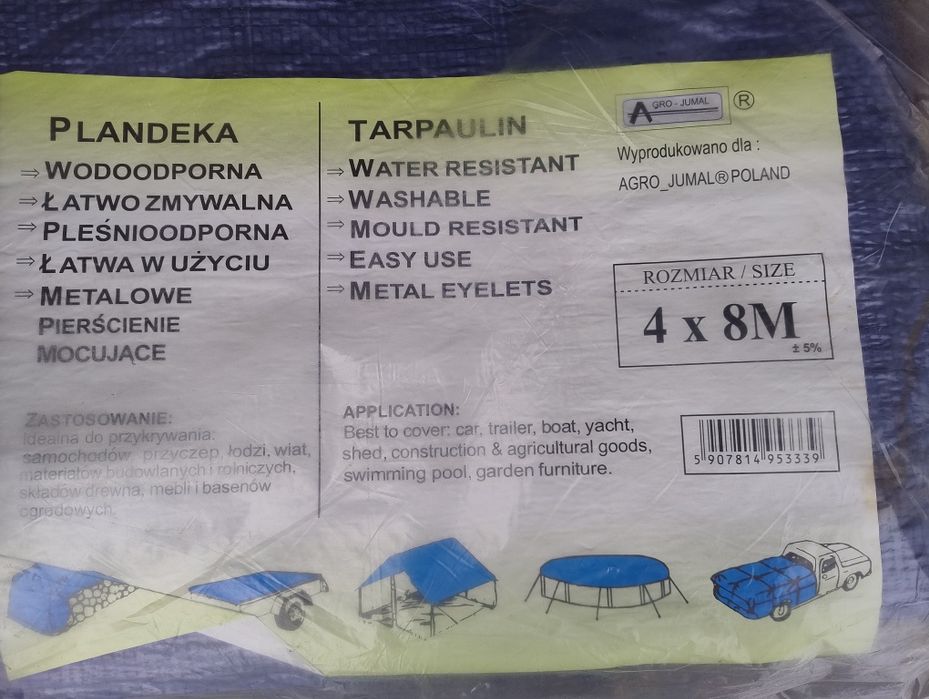 PLANDEKA
⇒ WODOODPORNA
⇒ ŁATWO ZMYWALNA
⇒ PLEŚNIOODPORNA
⇒ ŁATWA W UŻYCIU
⇒ METALOWE
PIERŚCIENIE
MOCUJĄCE
ZASTOSOWANIE:
Idealna do przykrywania:
samochodów, przyczep, łodzi, wiat,
materiałów budowlanych i rolniczych,
składów drewna, mebli i basenów
ogrodowych.
TARPAULIN
⇒ WATER RESISTANT
⇒ WASHABLE
⇒ MOULD RESISTANT
⇒ EASY USE
⇒ METAL EYELETS
APPLICATION:
Best to cover: car, trailer, boat, yacht,
shed, construction & agricultural goods,
swimming pool, garden furniture.
AGRO - JUMAL ®
Wyprodukowano dla :
AGRO_JUMAL® POLAND
ROZMIAR / SIZE
4 x 8M
± 5%
5 907814 953339